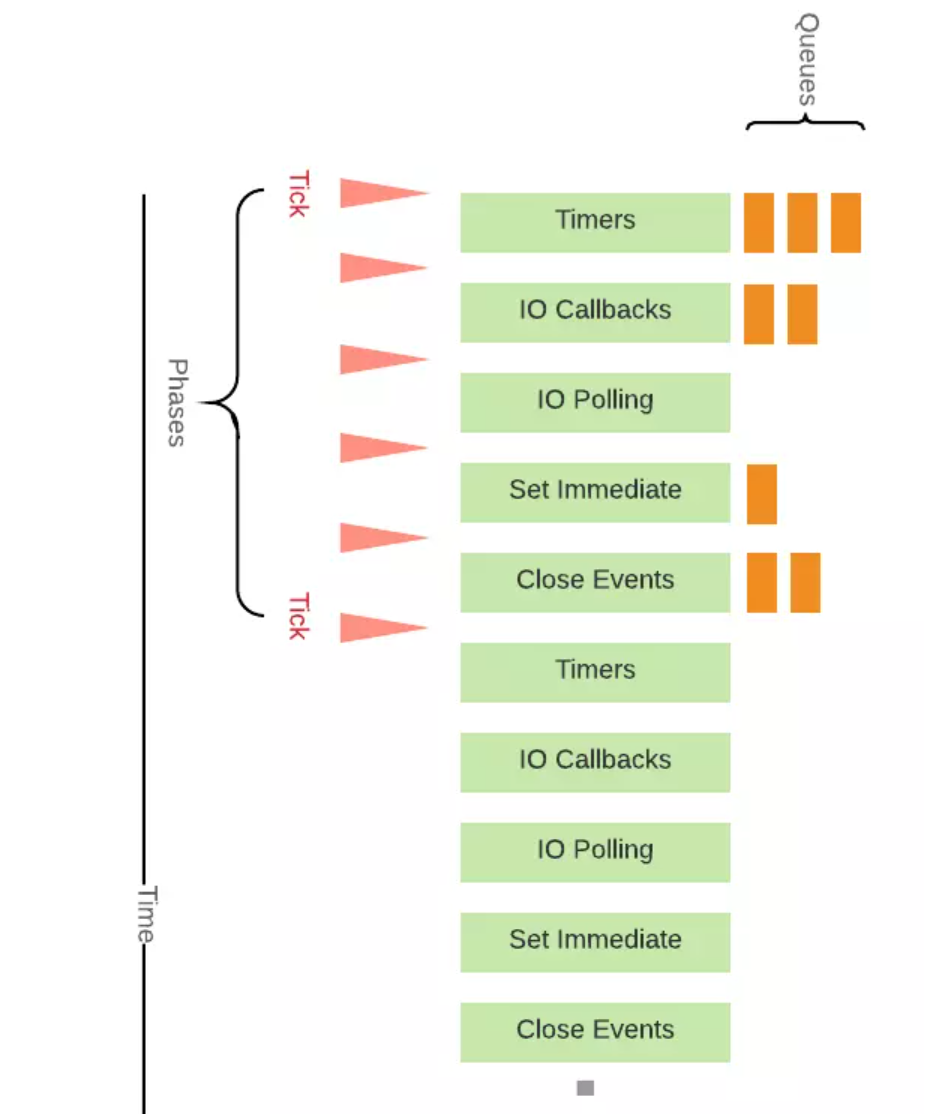 Queues
Tick
Timers
IO Callbacks
Phases
IO Polling
Set Immediate
Close Events
Tick
Timers
IO Callbacks
IO Polling
Time
Set Immediate
Close Events